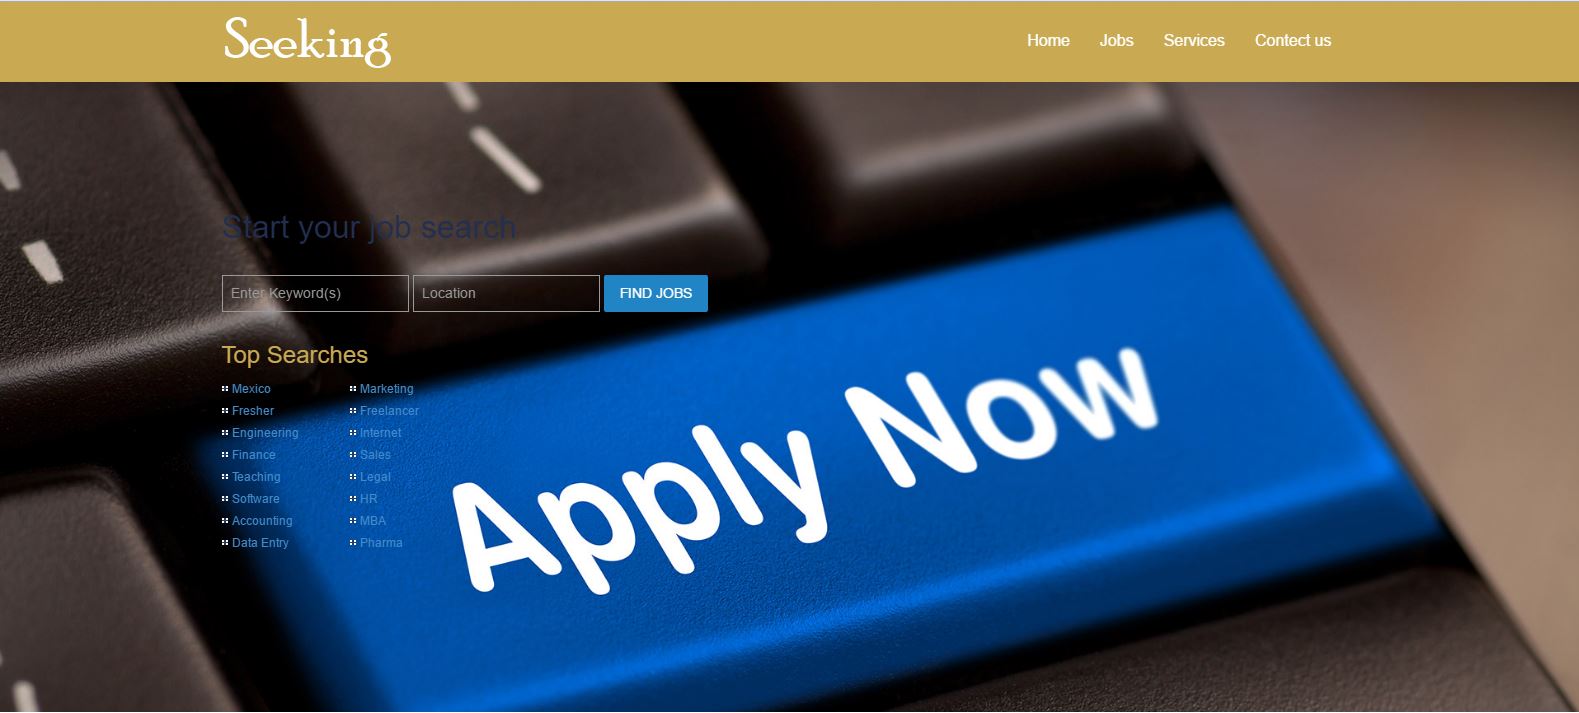 Seeking
Home Jobs Services Contect us
Start your job search
Enter Keyword(s) Location FIND JOBS
Top Searches
Mexico Marketing
Fresher Freelancer
Engineering Internet
Finance Sales
Teaching Legal
Software HR
Accounting MBA
Data Entry Pharma
Apply Now